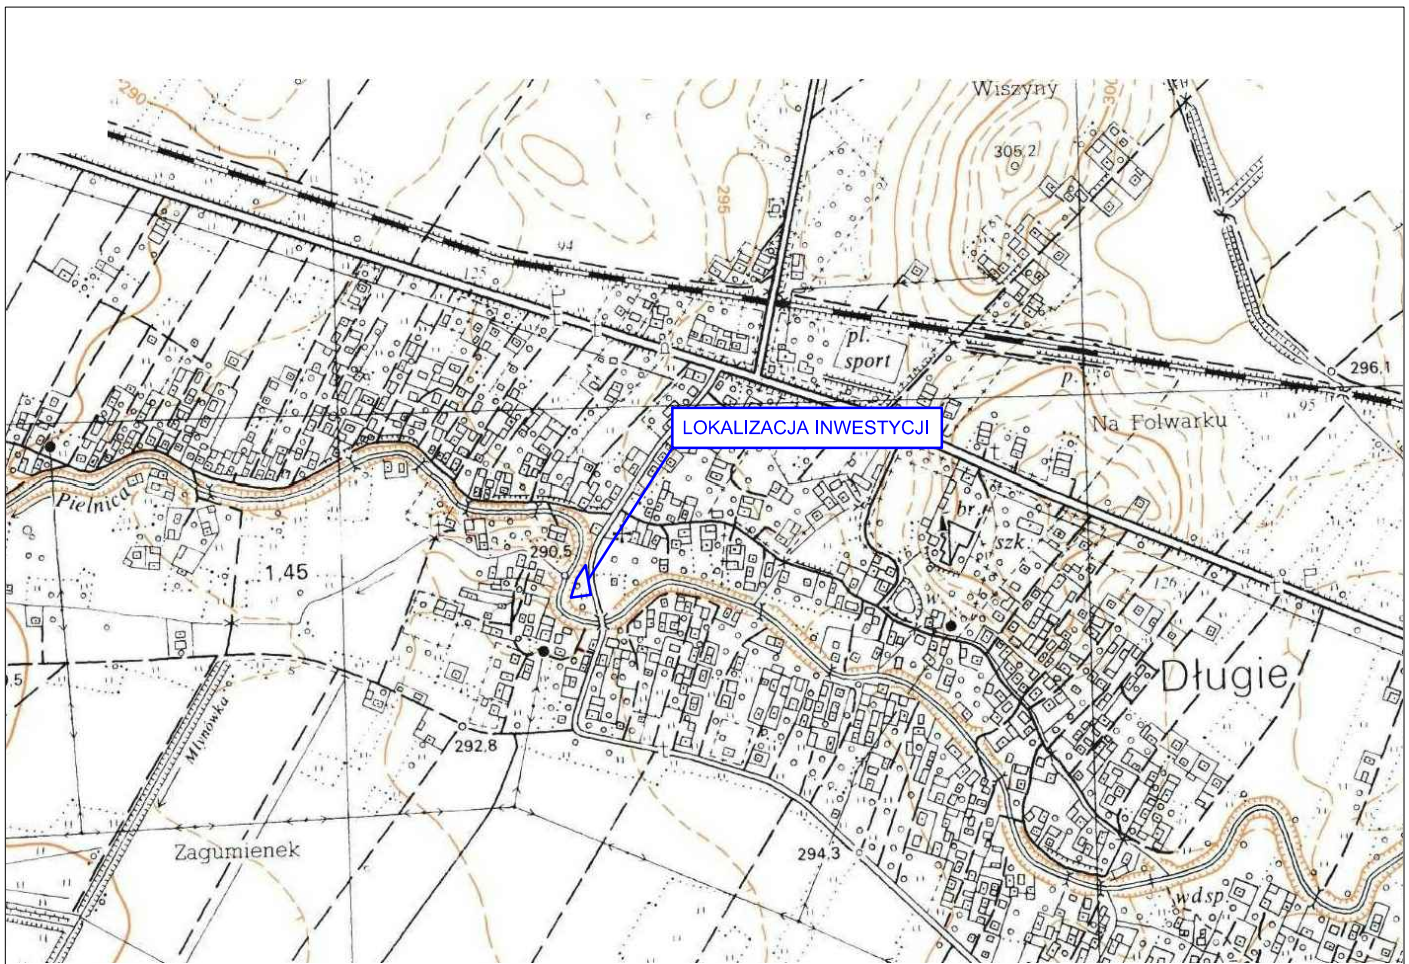 290
Wiszyny
300
305,2
295
94
125
pl.
sport
296,1
p.
95
Na Folwarku
LOKALIZACJA INWESTYCJI
Pielnica
br.
szk
290,5
1.45
126
Długie
Młynówka
292,8
Zagumienek
294,3
wdsp